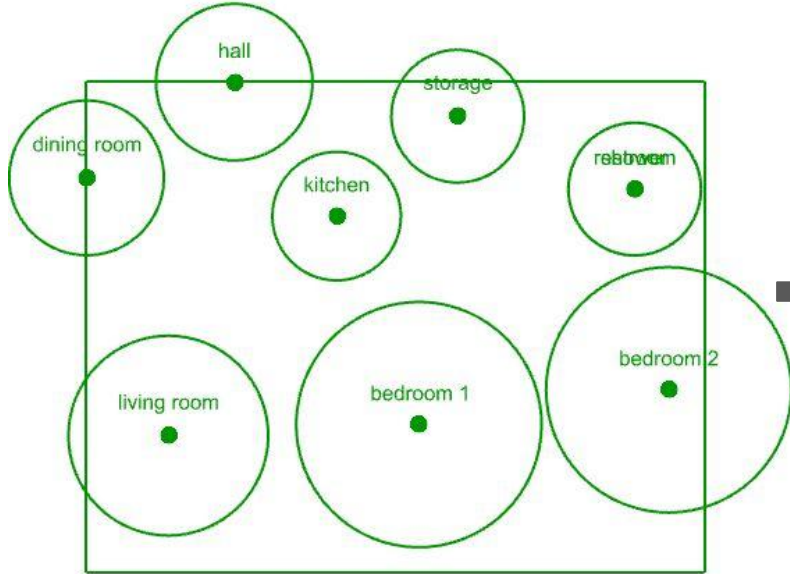 hall
storage
dining room
kitchen
bedroom 2
bedroom 1
living room